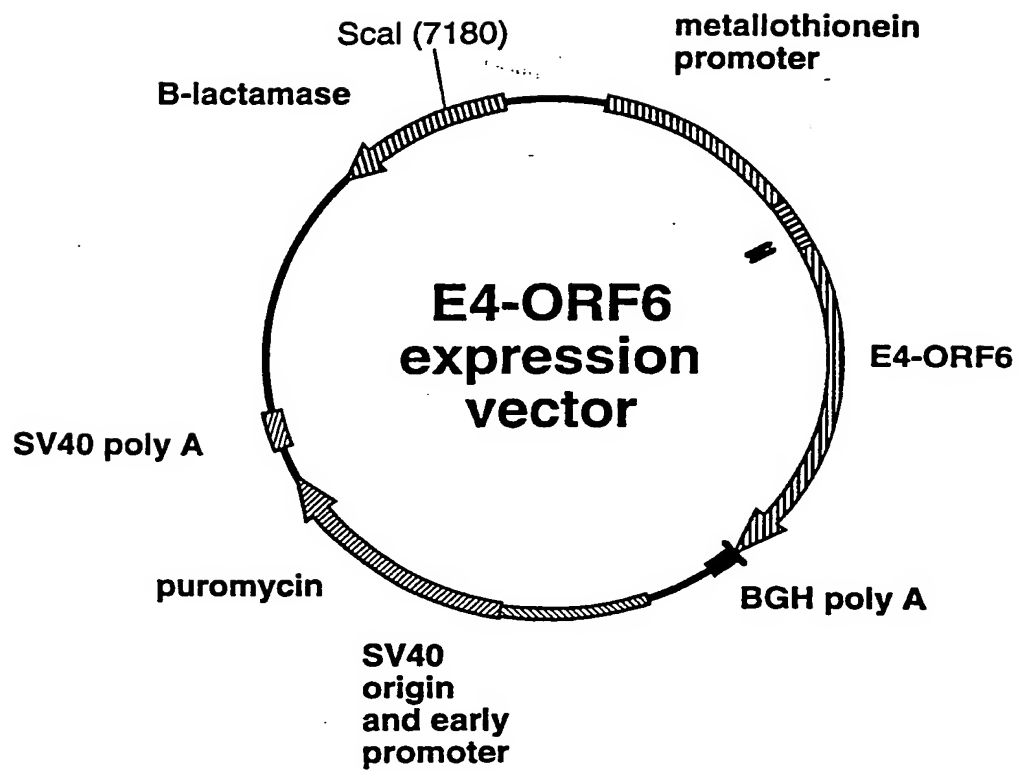 ScaI (7180)
metallothionein
promoter
B-lactamase
E4-ORF6
expression
vector
E4-ORF6
SV40 poly A
puromycin
BGH poly A
SV40
origin
and early
promoter